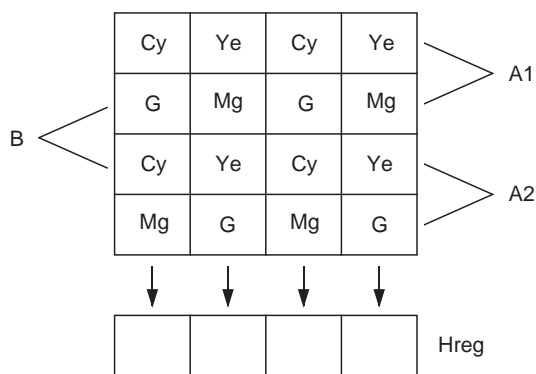 Cy Ye Cy Ye
A1
G Mg G Mg
B
Cy Ye Cy Ye
A2
Mg G Mg G
Hreg